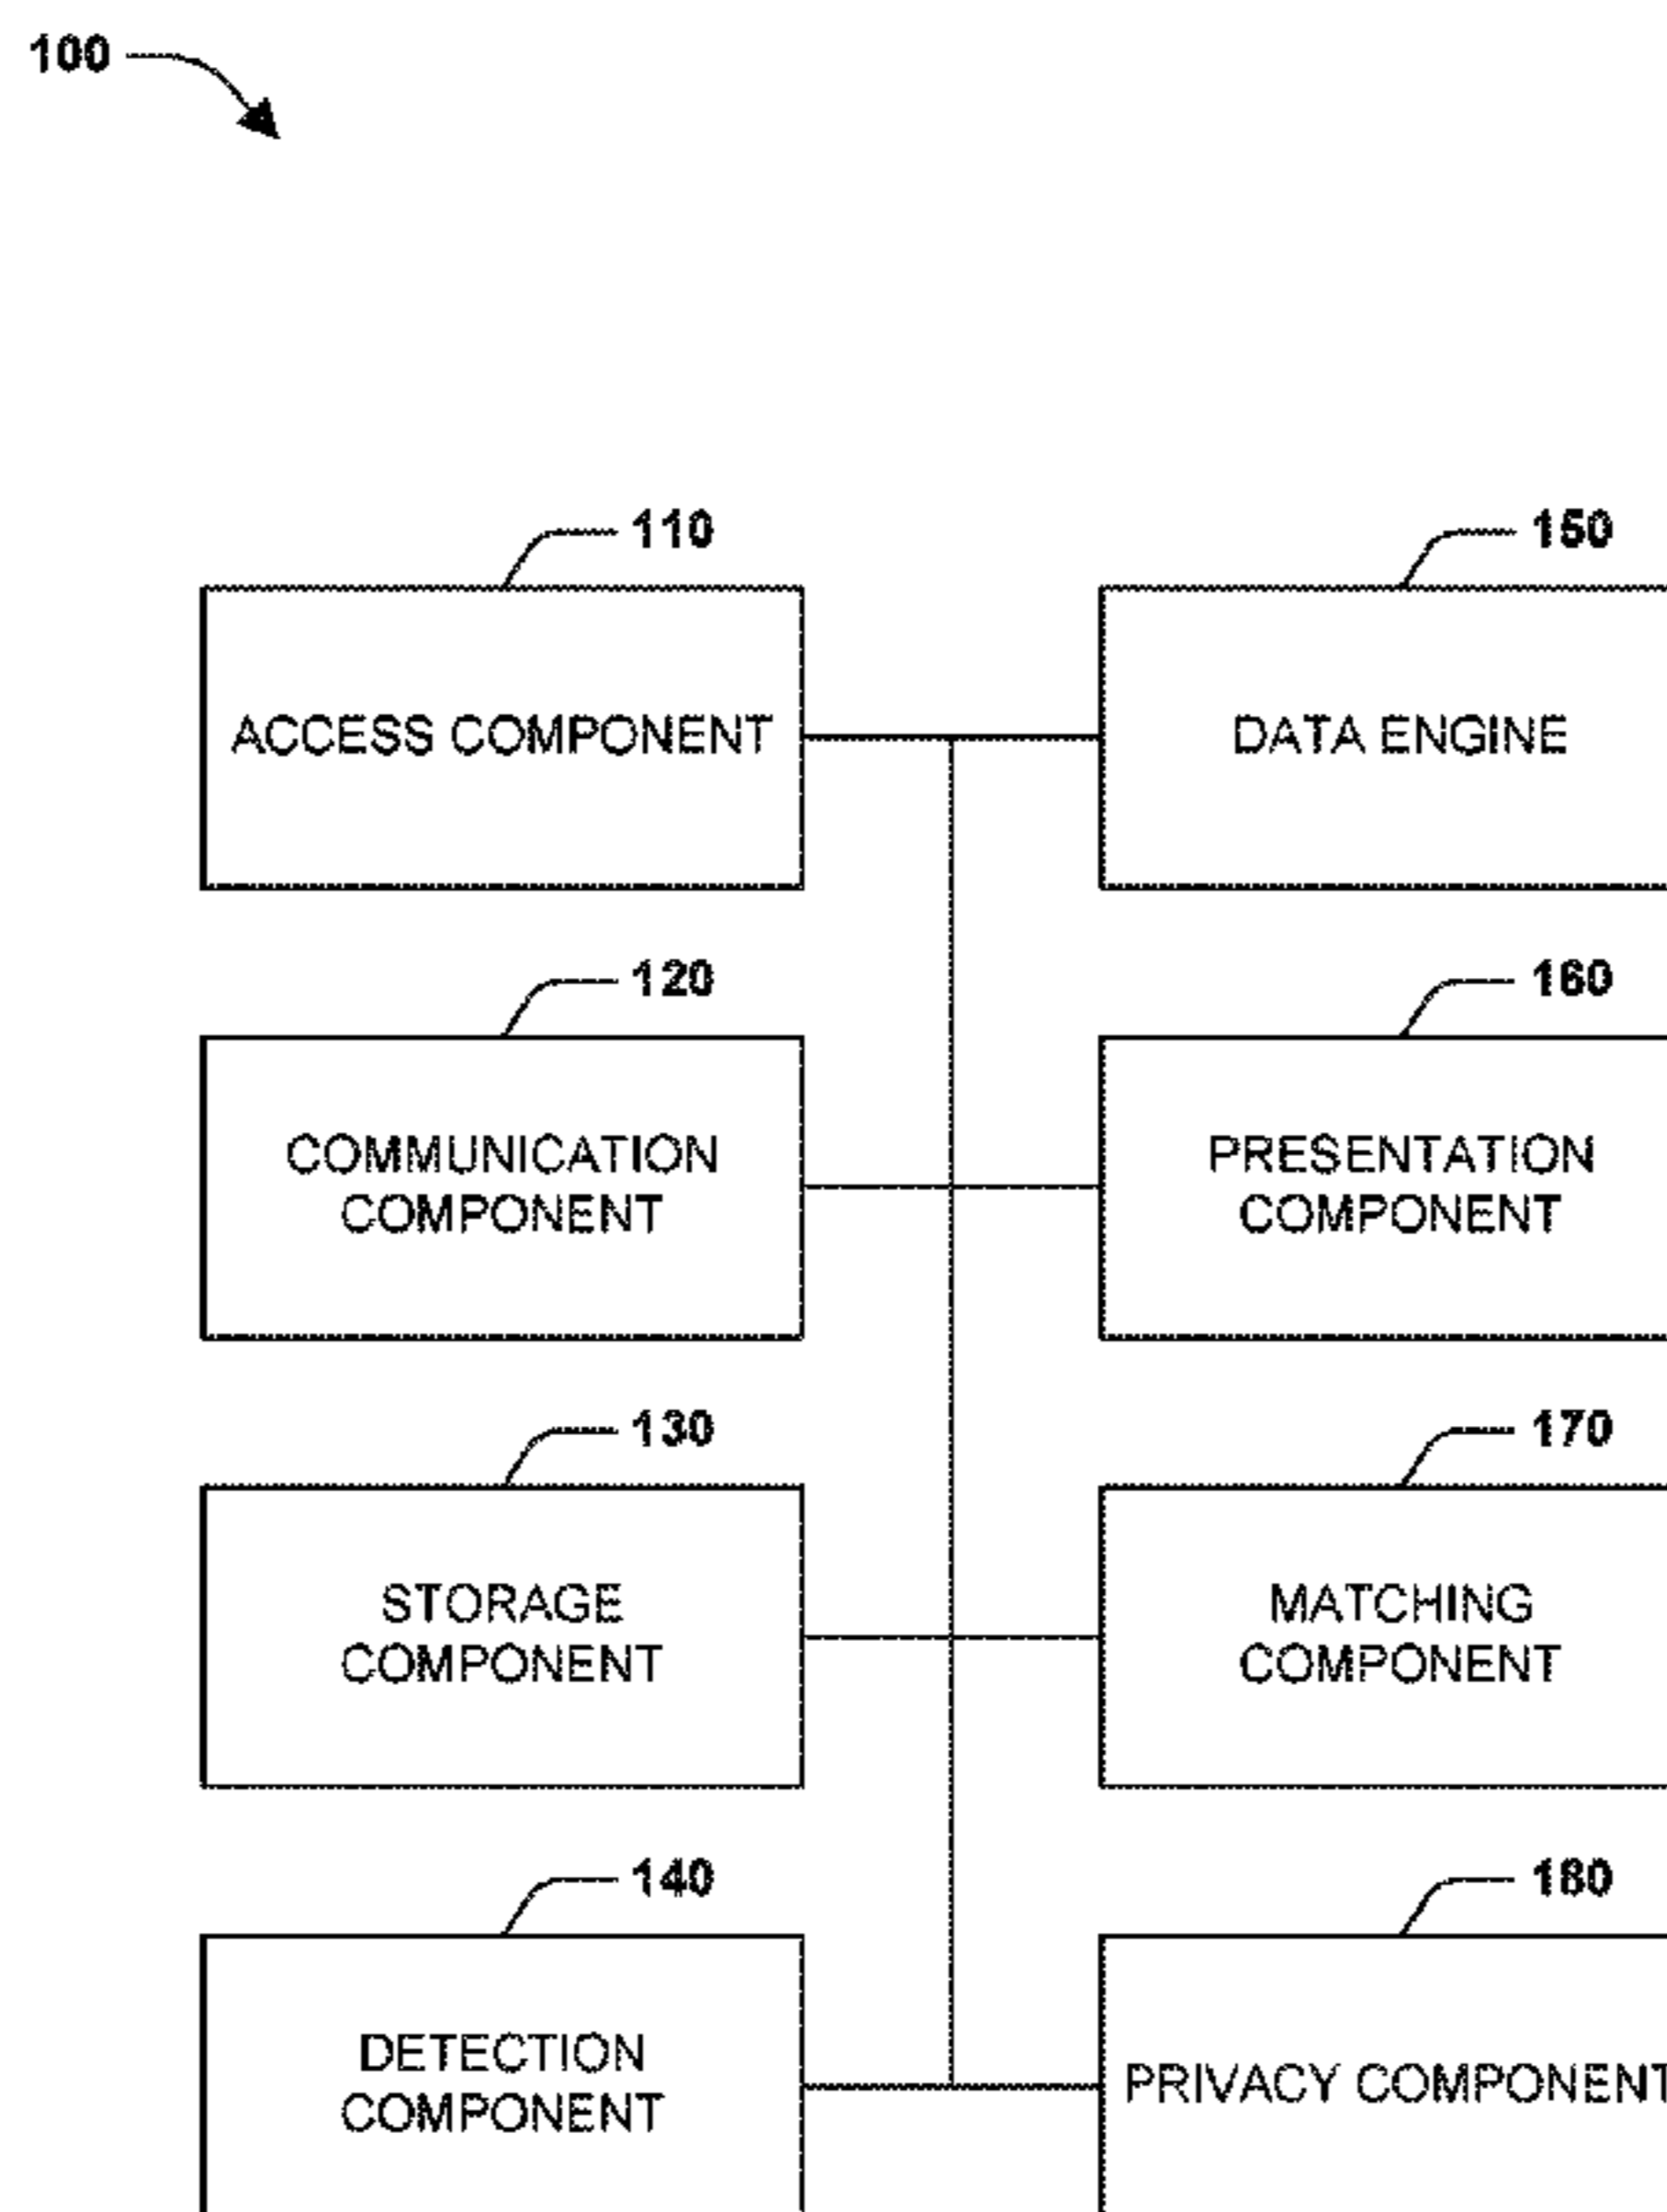 100
110
150
ACCESS COMPONENT
DATA ENGINE
120
160
COMMUNICATION
COMPONENT
PRESENTATION
COMPONENT
130
170
STORAGE
COMPONENT
MATCHING
COMPONENT
140
180
DETECTION
COMPONENT
PRIVACY COMPONENT